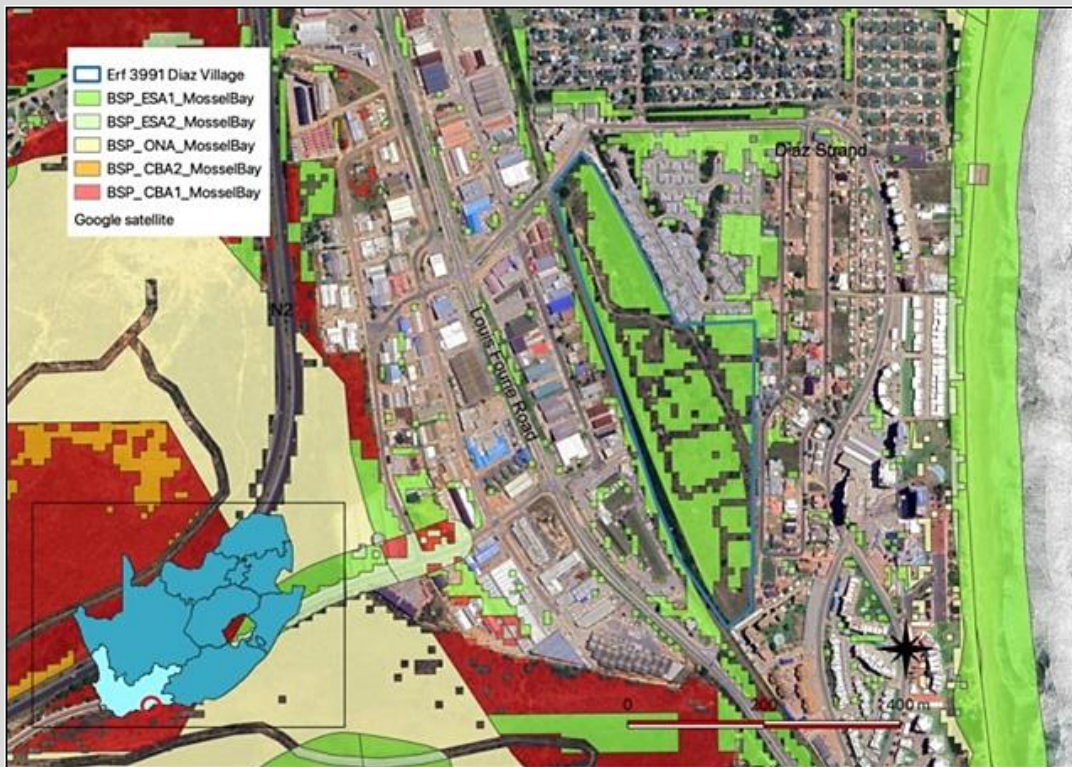 Erf 3991 Diaz Village
BSP_ESA1_MosselBay
BSP_ESA2_MosselBay
BSP_ONA_MosselBay
BSP_CBA2_MosselBay
BSP_CBA1_MosselBay
Google satellite
Diaz Strand
N2
Louis Fourie Road
0 200 400 m